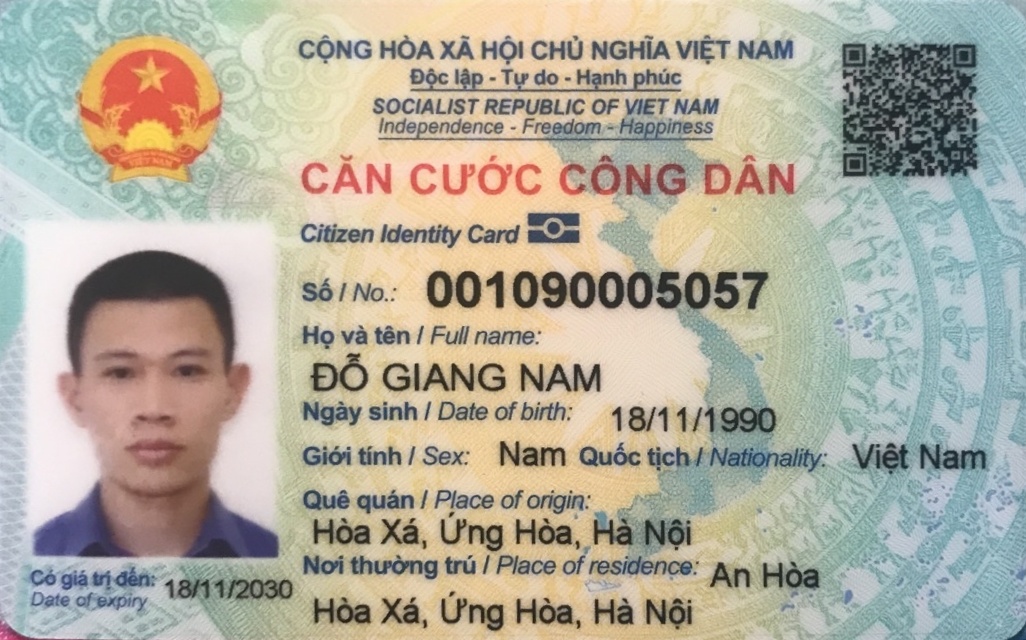 CỘNG HÒA XÃ HỘI CHỦ NGHĨA VIỆT NAM
Độc lập - Tự do - Hạnh phúc
SOCIALIST REPUBLIC OF VIET NAM
Independence - Freedom - Happiness
CĂN CƯỚC CÔNG DÂN
Citizen Identity Card
Số / No.: 001090005057
Họ và tên / Full name:
ĐỖ GIANG NAM
Ngày sinh / Date of birth: 18/11/1990
Giới tính / Sex: Nam Quốc tịch / Nationality: Việt Nam
Quê quán / Place of origin:
Hòa Xá, Ứng Hòa, Hà Nội
Nơi thường trú / Place of residence: An Hòa
Hòa Xá, Ứng Hòa, Hà Nội
Có giá trị đến: 18/11/2030
Date of expiry
VIỆT NAM